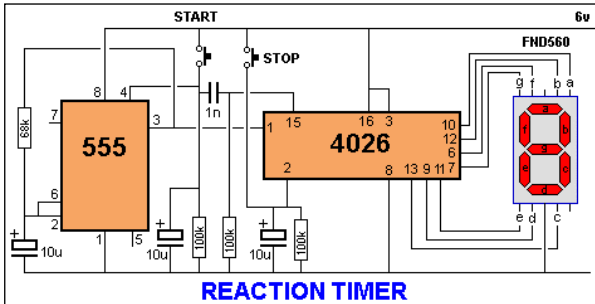 START
6v
FND560
STOP
g f b a
8 4
1n
68k
7
3
555
1
15
16 3
4026
10
12
6
7
a
f b
g
e c
d
6
2
2
8
13 9 11
e d c
1
5
10u
10u
100k
100k
10u
100k
REACTION TIMER